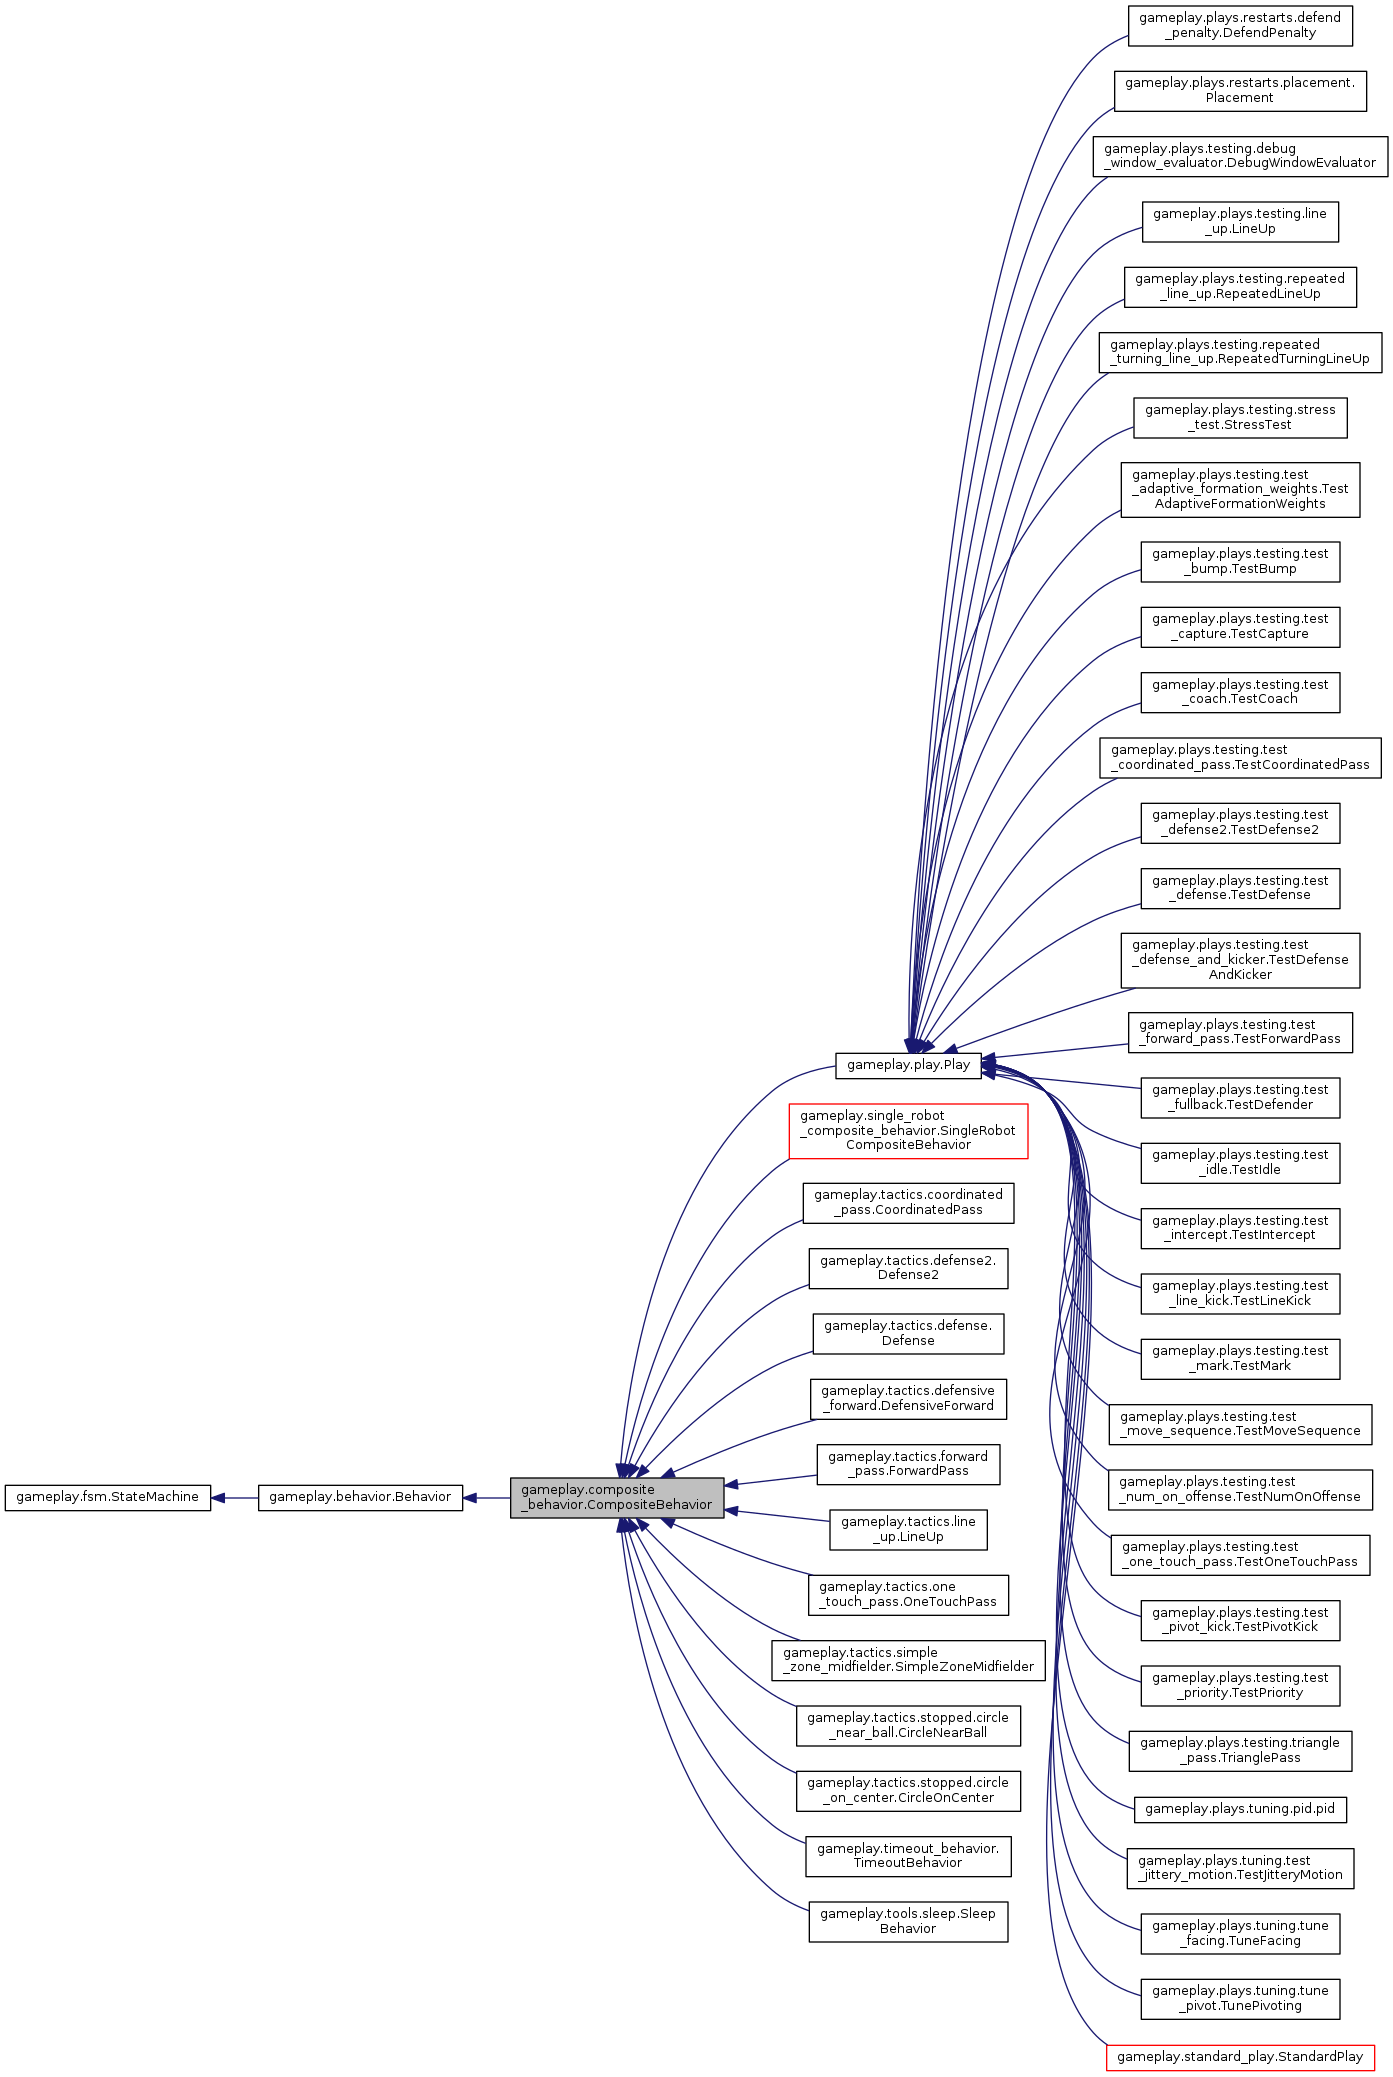 gameplay.fsm.StateMachine
gameplay.behavior.Behavior
gameplay.composite
_behavior.CompositeBehavior
gameplay.play.Play
gameplay.single_robot
_composite_behavior.SingleRobot
CompositeBehavior
gameplay.tactics.coordinated
_pass.CoordinatedPass
gameplay.tactics.defense2.
Defense2
gameplay.tactics.defense.
Defense
gameplay.tactics.defensive
_forward.DefensiveForward
gameplay.tactics.forward
_pass.ForwardPass
gameplay.tactics.line
_up.LineUp
gameplay.tactics.one
_touch_pass.OneTouchPass
gameplay.tactics.simple
_zone_midfielder.SimpleZoneMidfielder
gameplay.tactics.stopped.circle
_near_ball.CircleNearBall
gameplay.tactics.stopped.circle
_on_center.CircleOnCenter
gameplay.timeout_behavior.
TimeoutBehavior
gameplay.tools.sleep.Sleep
Behavior
gameplay.plays.restarts.defend
_penalty.DefendPenalty
gameplay.plays.restarts.placement.
Placement
gameplay.plays.testing.debug
_window_evaluator.DebugWindowEvaluator
gameplay.plays.testing.line
_up.LineUp
gameplay.plays.testing.repeated
_line_up.RepeatedLineUp
gameplay.plays.testing.repeated
_turning_line_up.RepeatedTurningLineUp
gameplay.plays.testing.stress
_test.StressTest
gameplay.plays.testing.test
_adaptive_formation_weights.Test
AdaptiveFormationWeights
gameplay.plays.testing.test
_bump.TestBump
gameplay.plays.testing.test
_capture.TestCapture
gameplay.plays.testing.test
_coach.TestCoach
gameplay.plays.testing.test
_coordinated_pass.TestCoordinatedPass
gameplay.plays.testing.test
_defense2.TestDefense2
gameplay.plays.testing.test
_defense.TestDefense
gameplay.plays.testing.test
_defense_and_kicker.TestDefense
AndKicker
gameplay.plays.testing.test
_forward_pass.TestForwardPass
gameplay.plays.testing.test
_fullback.TestDefender
gameplay.plays.testing.test
_idle.TestIdle
gameplay.plays.testing.test
_intercept.TestIntercept
gameplay.plays.testing.test
_line_kick.TestLineKick
gameplay.plays.testing.test
_mark.TestMark
gameplay.plays.testing.test
_move_sequence.TestMoveSequence
gameplay.plays.testing.test
_num_on_offense.TestNumOnOffense
gameplay.plays.testing.test
_one_touch_pass.TestOneTouchPass
gameplay.plays.testing.test
_pivot_kick.TestPivotKick
gameplay.plays.testing.test
_priority.TestPriority
gameplay.plays.testing.triangle
_pass.TrianglePass
gameplay.plays.tuning.pid.pid
gameplay.plays.tuning.test
_jittery_motion.TestJitteryMotion
gameplay.plays.tuning.tune
_facing.TuneFacing
gameplay.plays.tuning.tune
_pivot.TunePivoting
gameplay.standard_play.StandardPlay